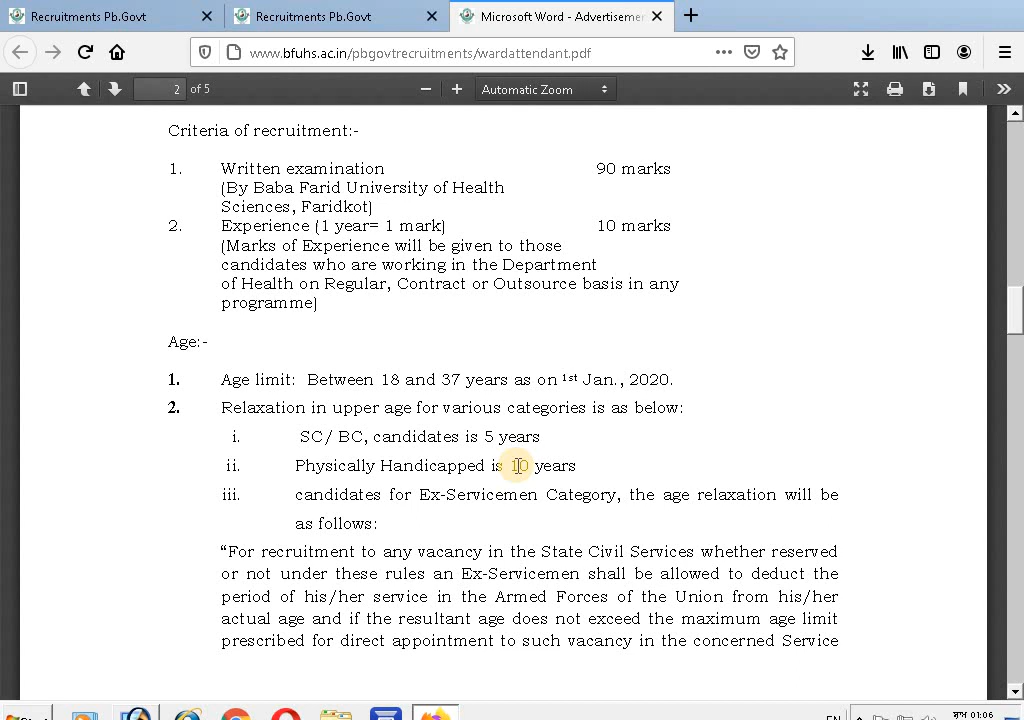 Recruitments Pb.Govt
Recruitments Pb.Govt
Microsoft Word - Advertisemen
www.bfuhs.ac.in/pbgovtrecruitments/wardattendant.pdf
2 of 5
Automatic Zoom
Criteria of recruitment:-
1. Written examination 90 marks
(By Baba Farid University of Health
Sciences, Faridkot)
2. Experience (1 year= 1 mark) 10 marks
(Marks of Experience will be given to those
candidates who are working in the Department
of Health on Regular, Contract or Outsource basis in any
programme)
Age:-
1. Age limit: Between 18 and 37 years as on 1st Jan., 2020.
2. Relaxation in upper age for various categories is as below:
i. SC/ BC, candidates is 5 years
ii. Physically Handicapped is 10 years
iii. candidates for Ex-Servicemen Category, the age relaxation will be
as follows:
“For recruitment to any vacancy in the State Civil Services whether reserved
or not under these rules an Ex-Servicemen shall be allowed to deduct the
period of his/her service in the Armed Forces of the Union from his/her
actual age and if the resultant age does not exceed the maximum age limit
prescribed for direct appointment to such vacancy in the concerned Service
EN
01:06